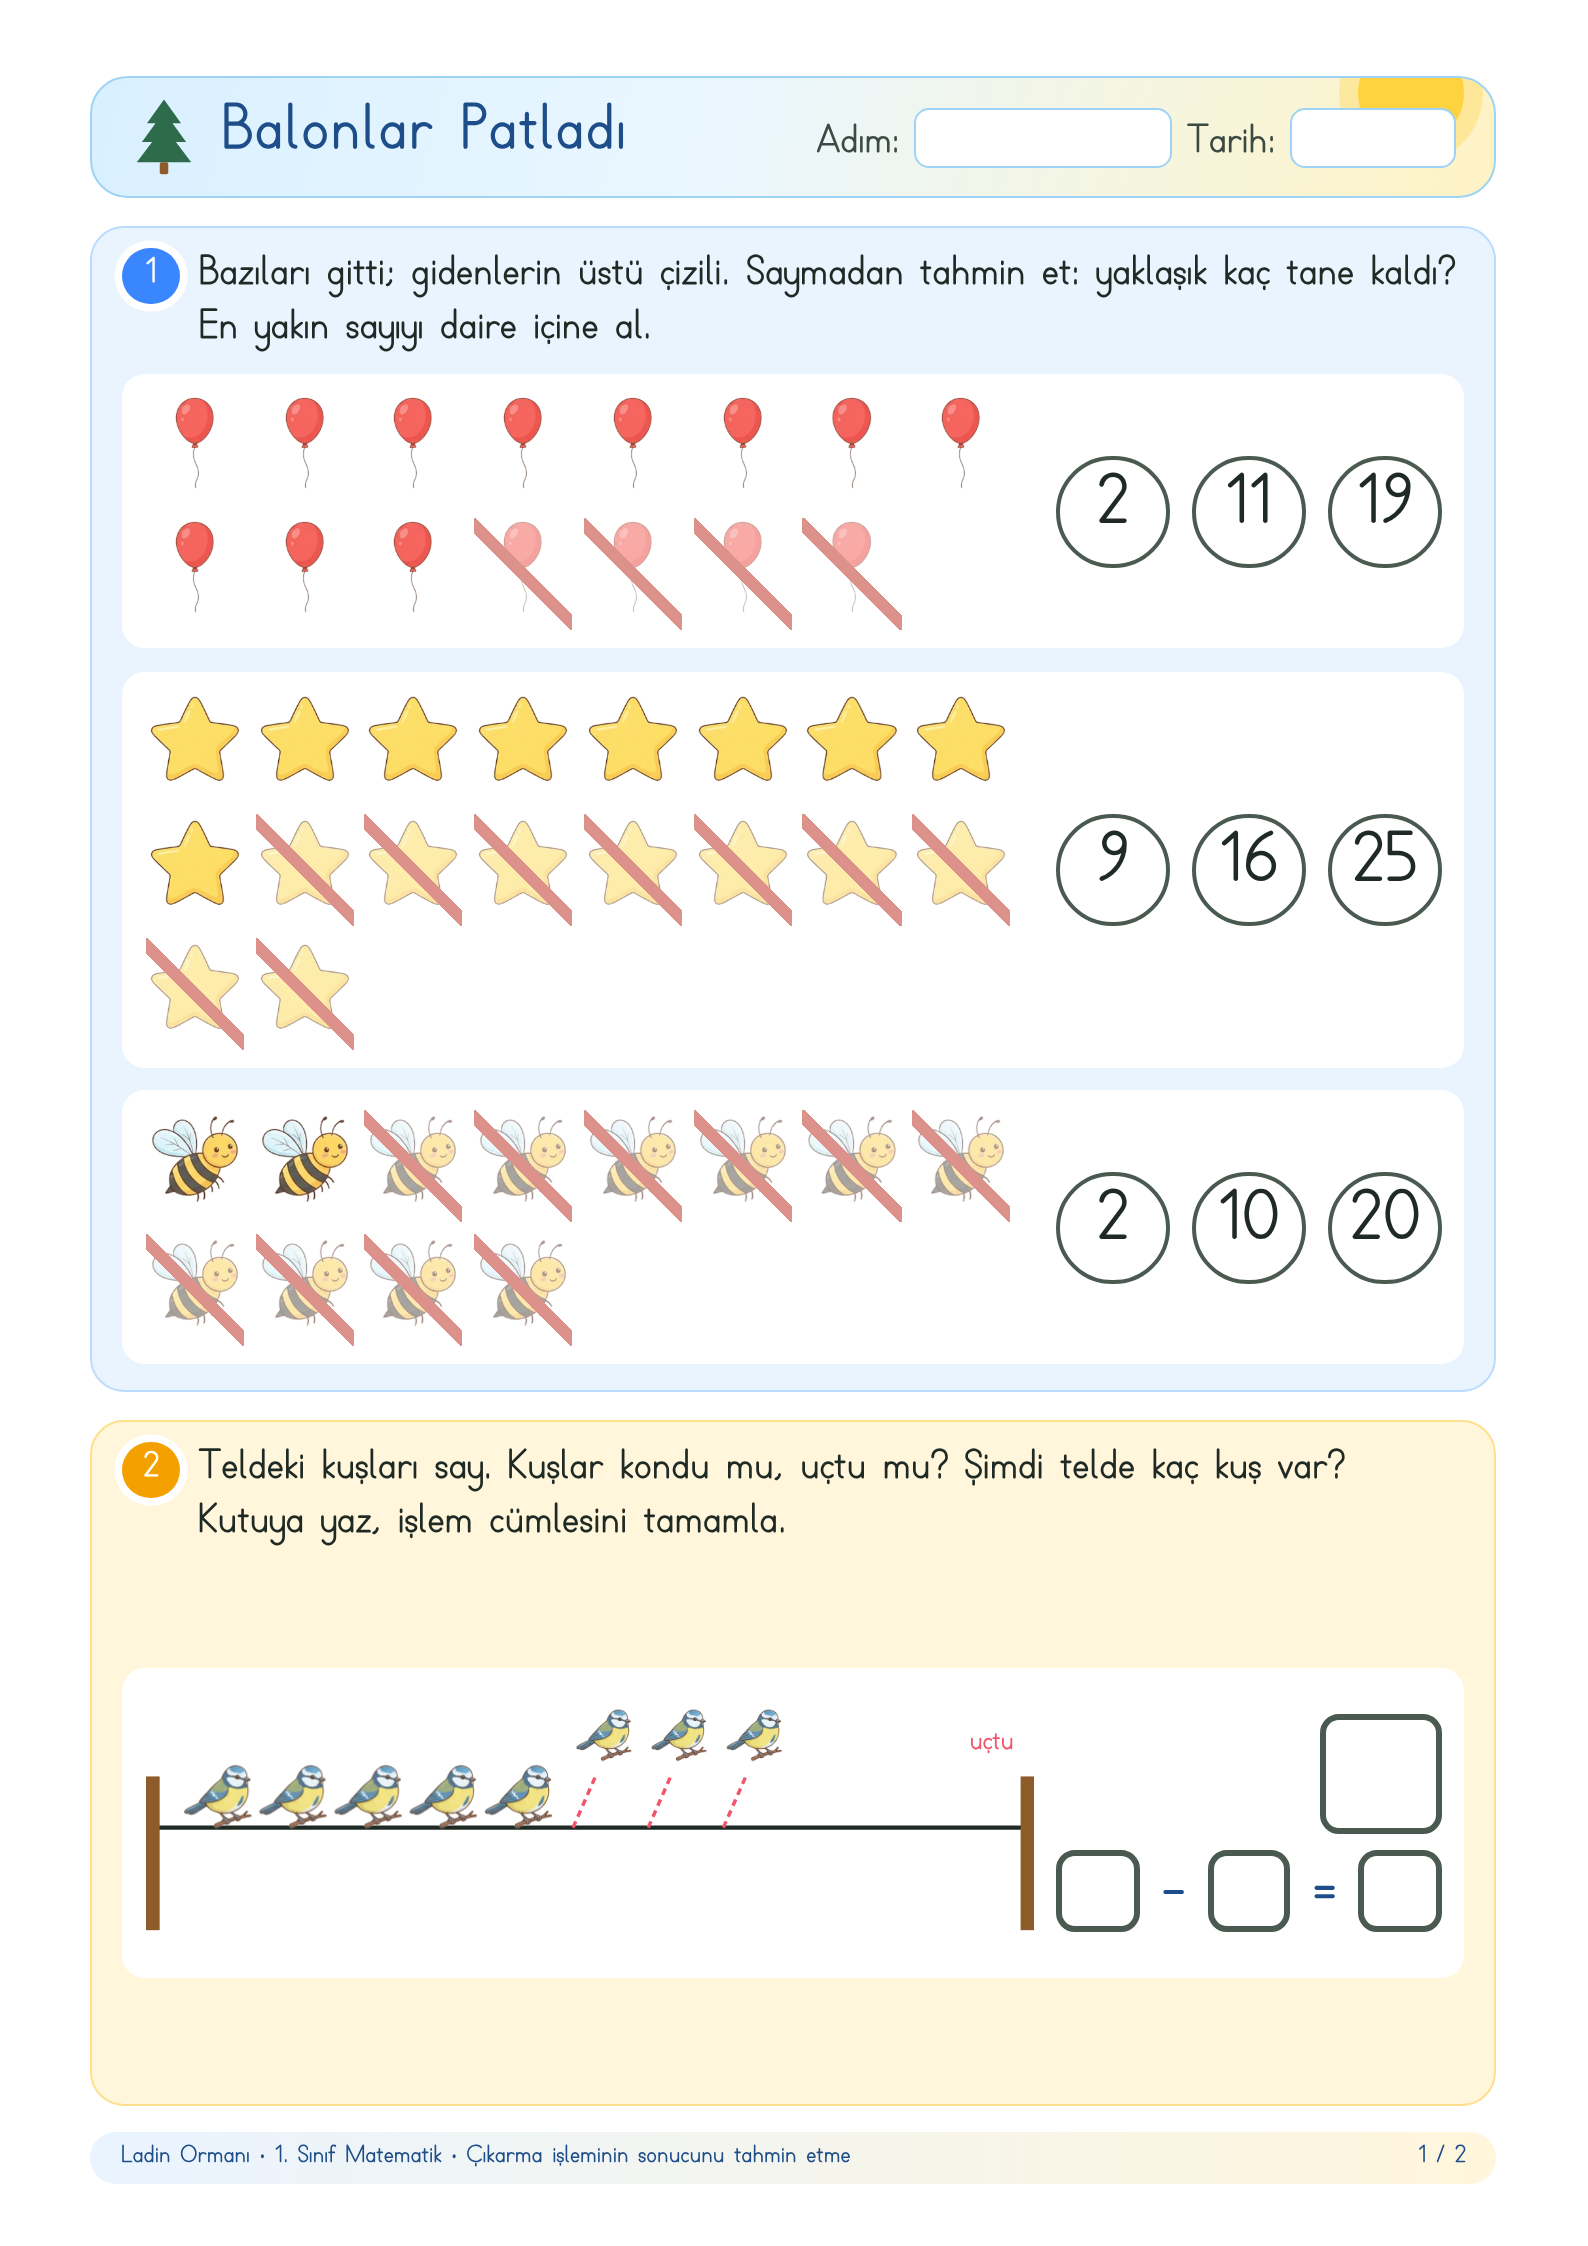 Balonlar Patladı
Adım:
Tarih:
1
Bazıları gitti; gidenlerin üstü çizili. Saymadan tahmin et: yaklaşık kaç tane kaldı?
En yakın sayıyı daire içine al.
2 11 19
9 16 25
2 10 20
2
Teldeki kuşları say. Kuşlar kondu mu, uçtu mu? Şimdi telde kaç kuş var?
Kutuya yaz, işlem cümlesini tamamla.
uçtu
- =
Ladin Ormanı • 1. Sınıf Matematik • Çıkarma işleminin sonucunu tahmin etme
1 / 2